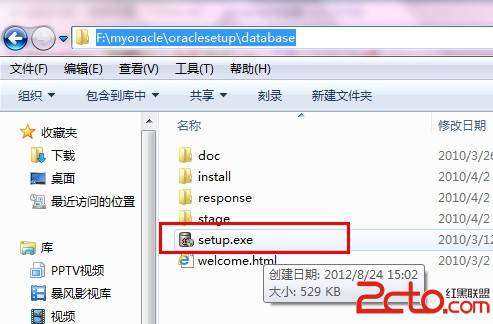 F:\myoracle\oraclesetup\database
文件(F) 编辑(E) 查看(V) 工具(T) 帮助(H)
组织 包含到库中 共享 刻录 新建文件夹
名称 修改日期
收藏夹
下载
桌面
最近访问的位置
库
PPTV视频
暴风影视库
视频
doc 2010/3/26
install 2010/4/2
response 2010/4/2
stage 2010/4/2
setup.exe 2010/3/12
welcome.html
创建日期: 2012/8/24 15:02
大小: 529 KB
红黑联盟
2cto.com